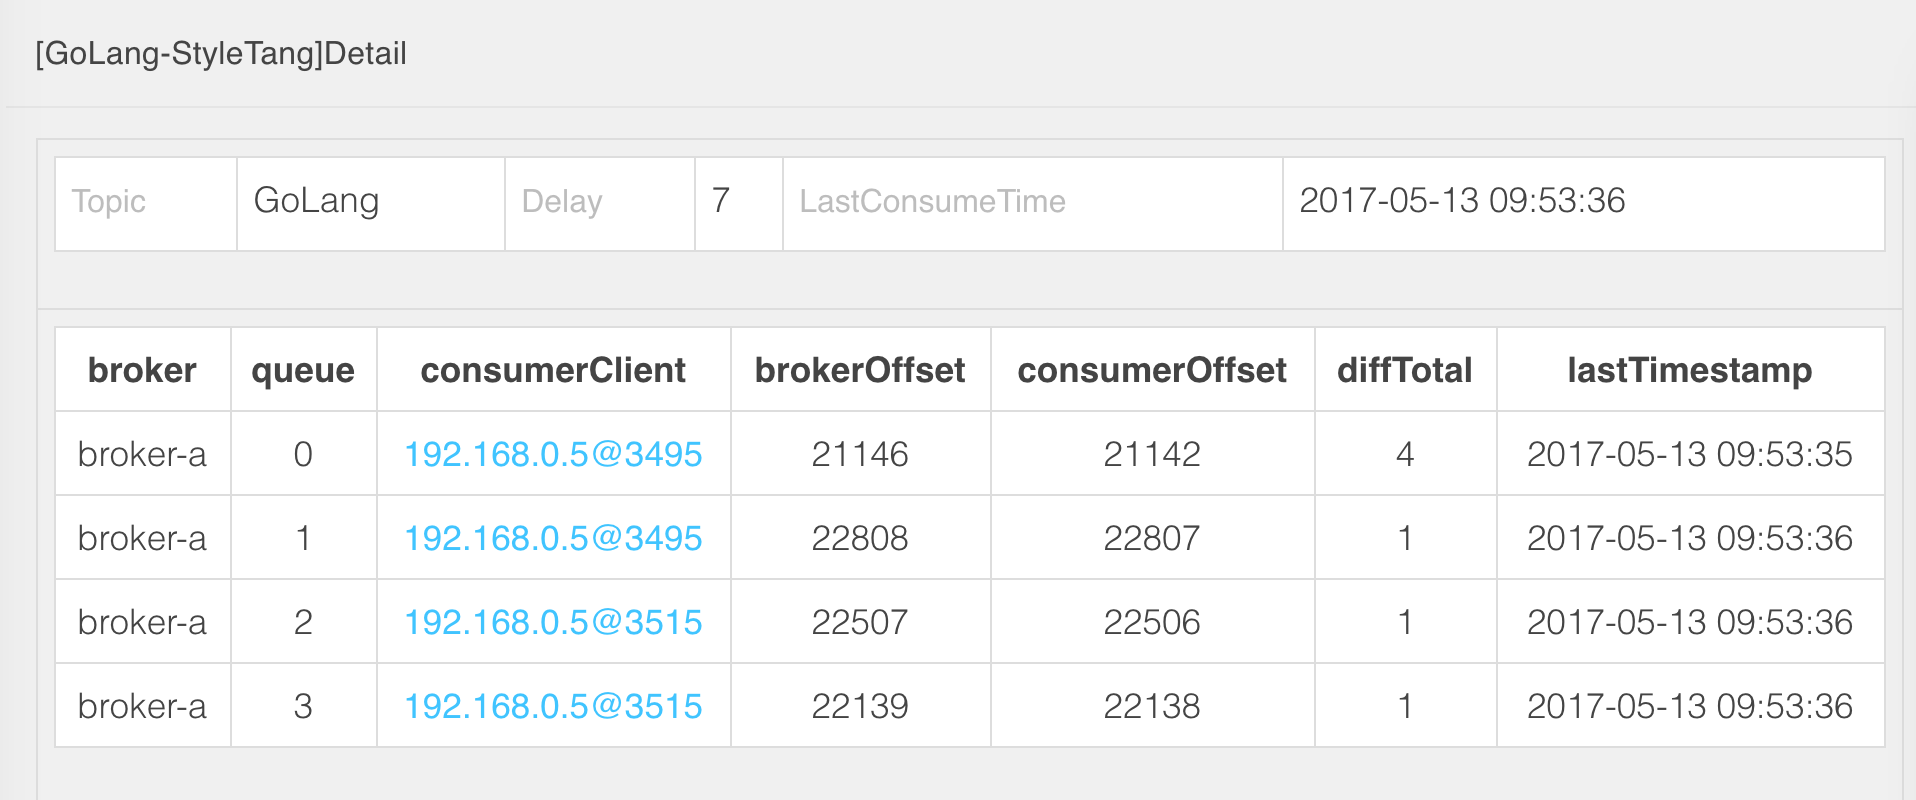 [GoLang-StyleTang]Detail
Topic GoLang Delay 7 LastConsumeTime 2017-05-13 09:53:36
broker queue consumerClient brokerOffset consumerOffset diffTotal lastTimestamp
broker-a 0 192.168.0.5@3495 21146 21142 4 2017-05-13 09:53:35
broker-a 1 192.168.0.5@3495 22808 22807 1 2017-05-13 09:53:36
broker-a 2 192.168.0.5@3515 22507 22506 1 2017-05-13 09:53:36
broker-a 3 192.168.0.5@3515 22139 22138 1 2017-05-13 09:53:36